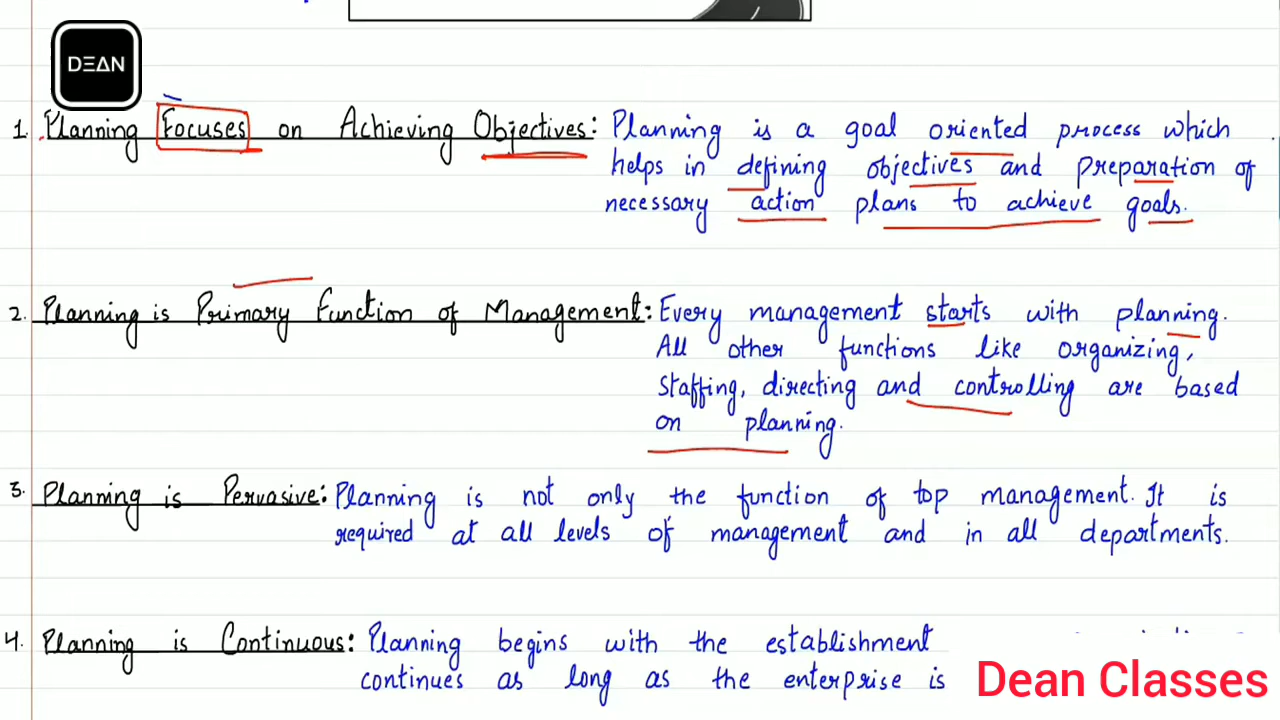 DEAN
1. Planning Focuses on Achieving Objectives: Planning is a goal oriented process which
helps in defining objectives and preparation of
necessary action plans to achieve goals.
2. Planning is Primary Function of Management: Every management starts with planning.
All other functions like organizing,
staffing, directing and controlling are based
on planning.
3. Planning is Pervasive: Planning is not only the function of top management. It is
required at all levels of management and in all departments.
4. Planning is Continuous: Planning begins with the establishment
continues as long as the enterprise is
Dean Classes